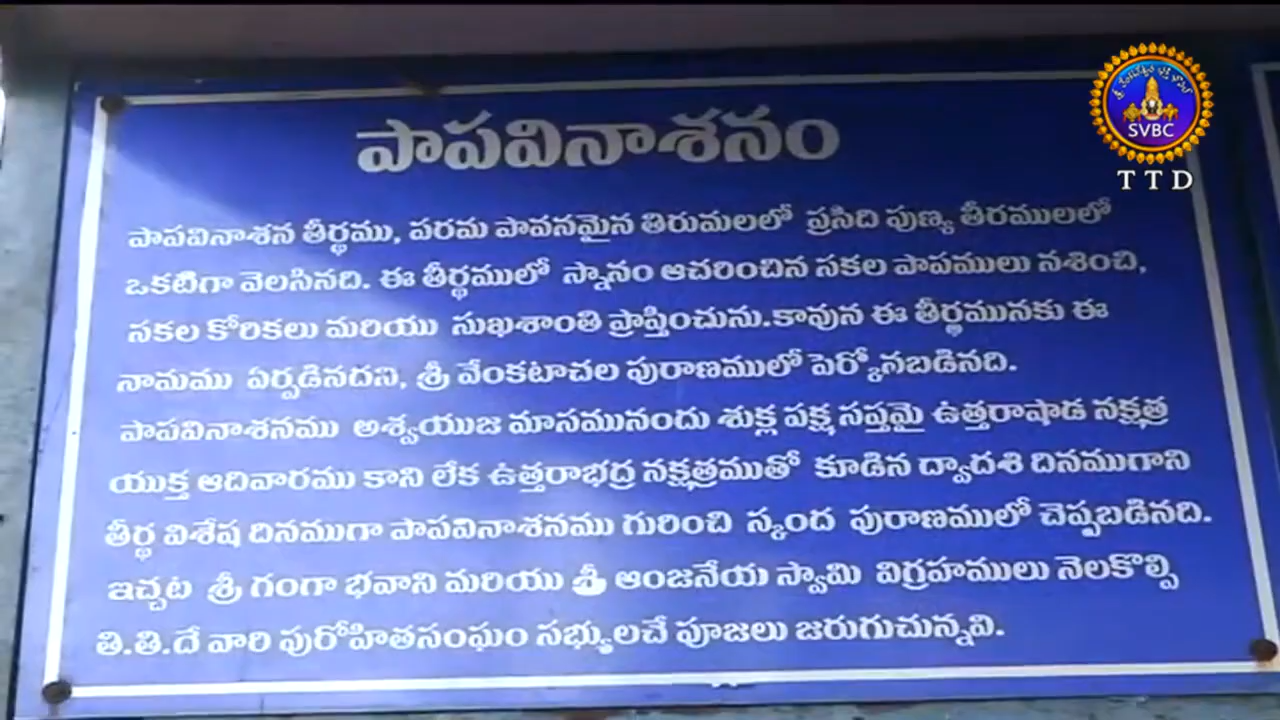 పాపవినాశనం
పాపవినాశన తీర్థము, పరమ పావనమైన తిరుమలలో ప్రసిది పుణ్య తీరములలో
ఒకటిగా వెలసినది. ఈ తీర్థములో స్నానం ఆచరించిన సకల పాపములు నశించి,
సకల కోరికలు మరియు సుఖశాంతి ప్రాప్తించును.కావున ఈ తీర్థమునకు ఈ
నామము ఏర్పడినదని, శ్రీ వేంకటాచల పురాణములో పెర్కోనబడినది.
పాపవినాశనము అశ్వయుజ మాసమునందు శుక్ల పక్ష సప్తమై ఉత్తరాషాడ నక్షత్ర
యుక్త ఆదివారము కాని లేక ఉత్తరాభద్ర నక్షత్రముతో కూడిన ద్వాదశి దినముగాని
తీర్థ విశేష దినముగా పాపవినాశనము గురించి స్కంద పురాణములో చెప్పబడినది.
ఇచ్చట శ్రీ గంగా భవాని మరియు శ్రీ ఆంజనేయ స్వామి విగ్రహములు నెలకొల్పి
తి.తి.దే వారి పురోహితసంఘం సభ్యులచే పూజలు జరుగుచున్నవి.
SVBC
TTD